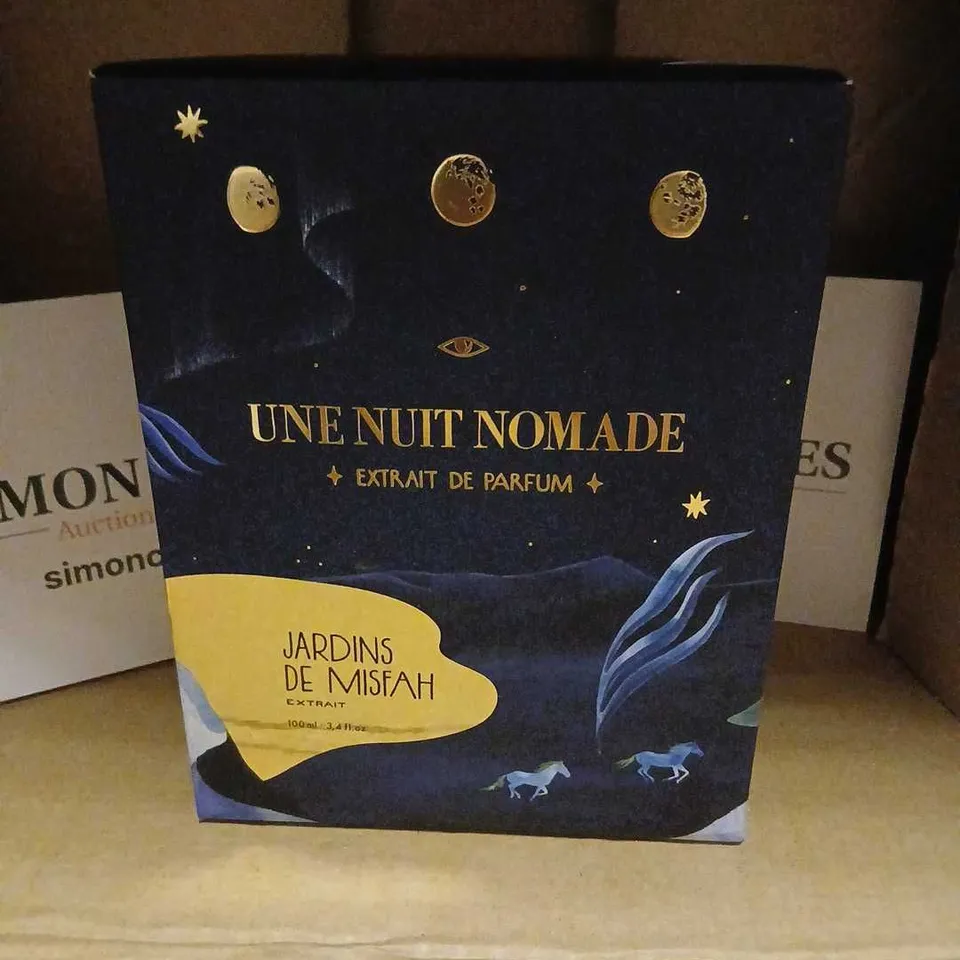 UNE NUIT NOMADE
EXTRAIT DE PARFUM
JARDINS
DE MISFAH
EXTRAIT
100 ml - 3,4 fl.oz
MON
Auction
simonc
ES